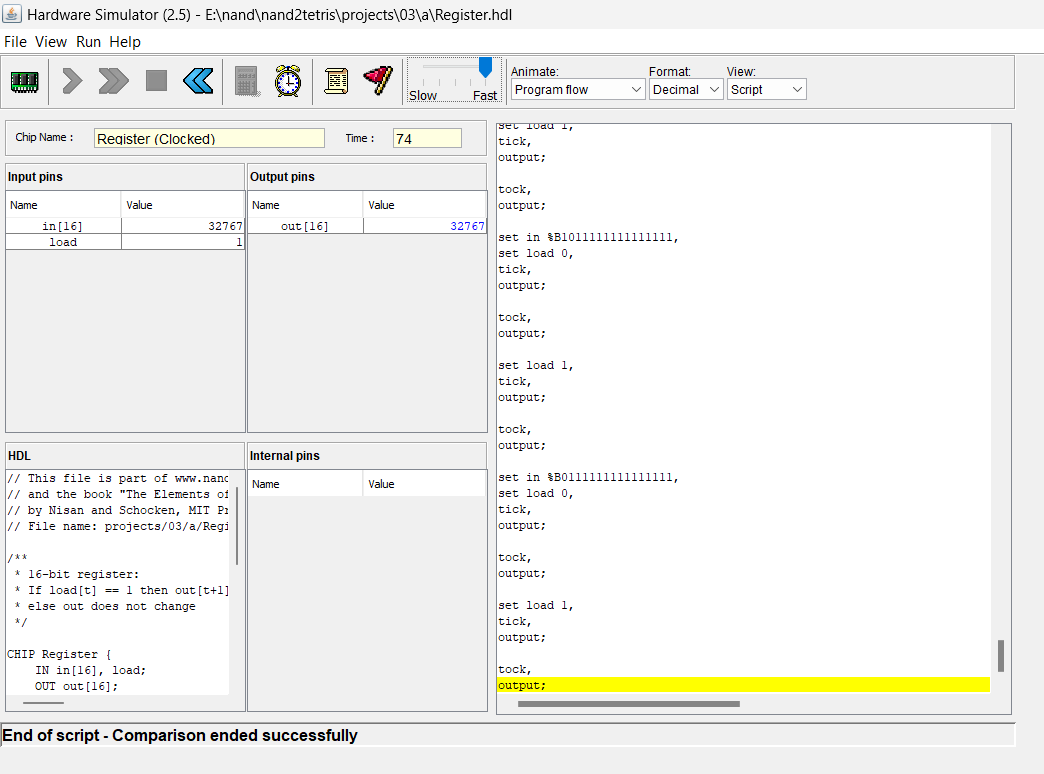 Hardware Simulator (2.5) - E:\nand\nand2tetris\projects\03\a\Register.hdl
File View Run Help
Slow Fast
Animate:
Program flow
Format:
Decimal
View:
Script
Chip Name :
Register (Clocked)
Time :
74
Input pins
Name Value
in[16] 32767
load 1
Output pins
Name Value
out[16] 32767
HDL
// This file is part of www.nand
// and the book "The Elements of
// by Nisan and Schocken, MIT Pr
// File name: projects/03/a/Regi
/**
* 16-bit register:
* If load[t] == 1 then out[t+1]
* else out does not change
*/
CHIP Register {
IN in[16], load;
OUT out[16];
Internal pins
Name Value
set load 1,
tick,
output;
tock,
output;
set in %B1011111111111111,
set load 0,
tick,
output;
tock,
output;
set load 1,
tick,
output;
tock,
output;
set in %B0111111111111111,
set load 0,
tick,
output;
tock,
output;
set load 1,
tick,
output;
tock,
output;
End of script - Comparison ended successfully